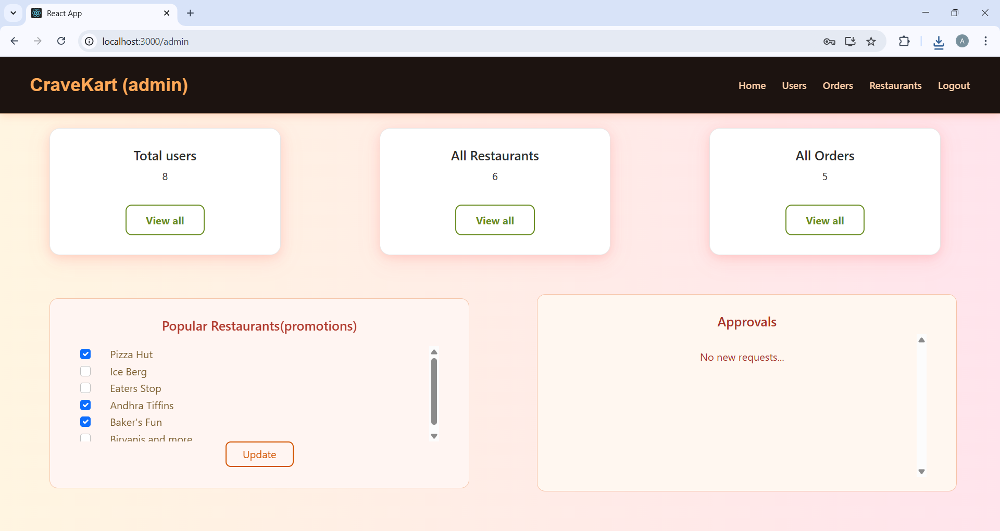 React App
localhost:3000/admin
A
CraveKart (admin)
Home Users Orders Restaurants Logout
Total users
8
View all
All Restaurants
6
View all
All Orders
5
View all
Popular Restaurants(promotions)
Pizza Hut
Ice Berg
Eaters Stop
Andhra Tiffins
Baker's Fun
Biryanis and more
Update
Approvals
No new requests...